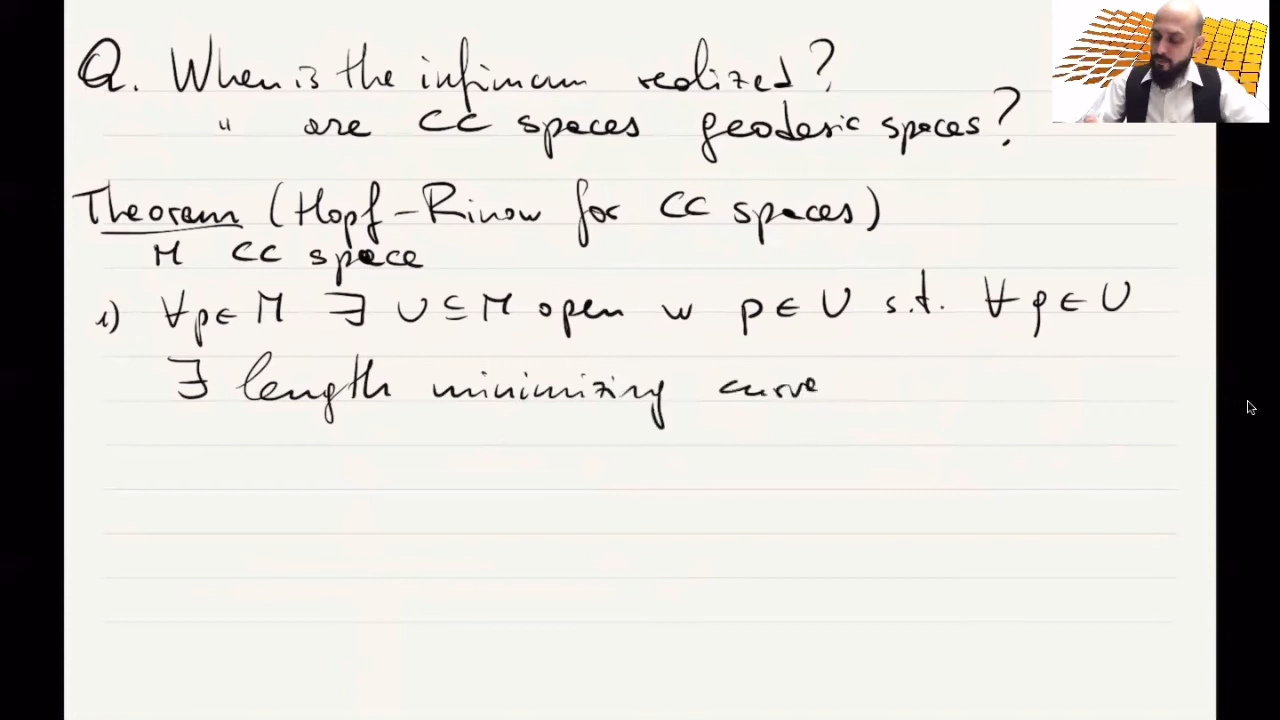 Q. When is the infimum realized?
" are CC spaces geodesic spaces?
Theorem (Hopf-Rinow for CC spaces)
M CC space
i) ∀p∈M ∃ U⊆M open w p∈U s.t. ∀q∈U
∃ length minimizing curve